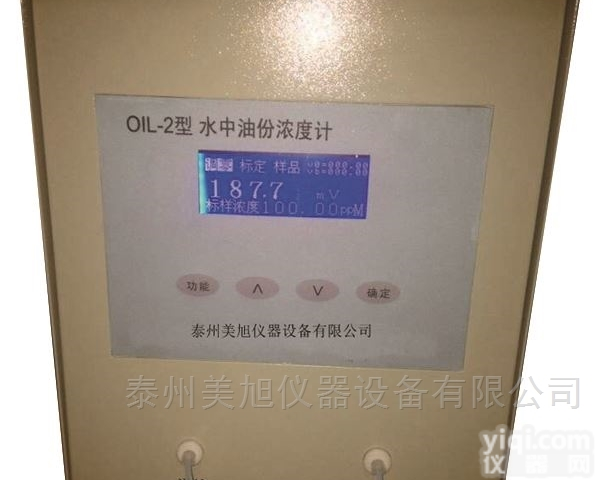 OIL-2型 水中油份浓度计
调零 标定 样品
187.7 mV
标样浓度100.00ppM
功能 ∧ ∨ 确定
泰州美旭仪器设备有限公司
泰州美旭仪器设备有限公司
yiqi.com
仪器网